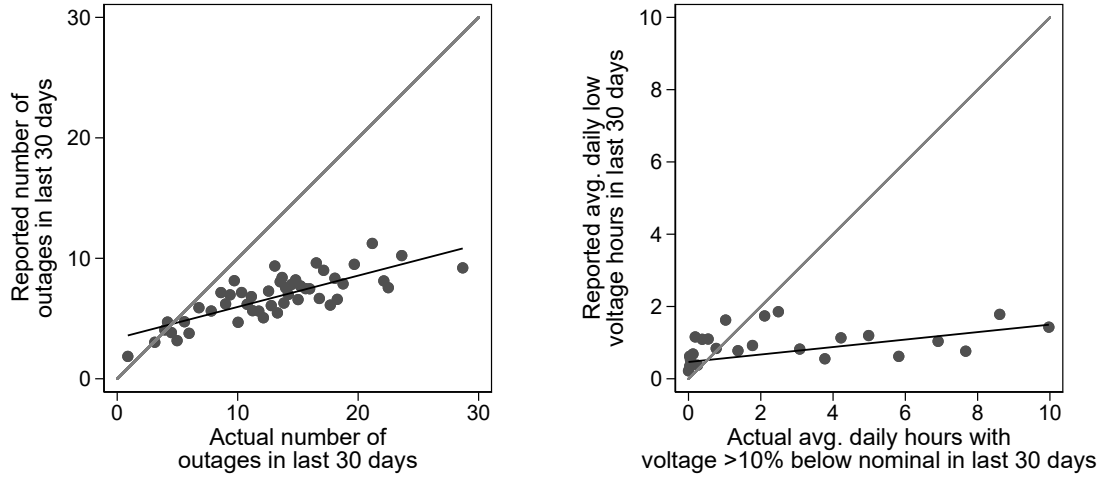 Reported number of
outages in last 30 days
30
20
10
0
0 10 20 30
Actual number of
outages in last 30 days
Reported avg. daily low
voltage hours in last 30 days
10
8
6
4
2
0
0 2 4 6 8 10
Actual avg. daily hours with
voltage >10% below nominal in last 30 days